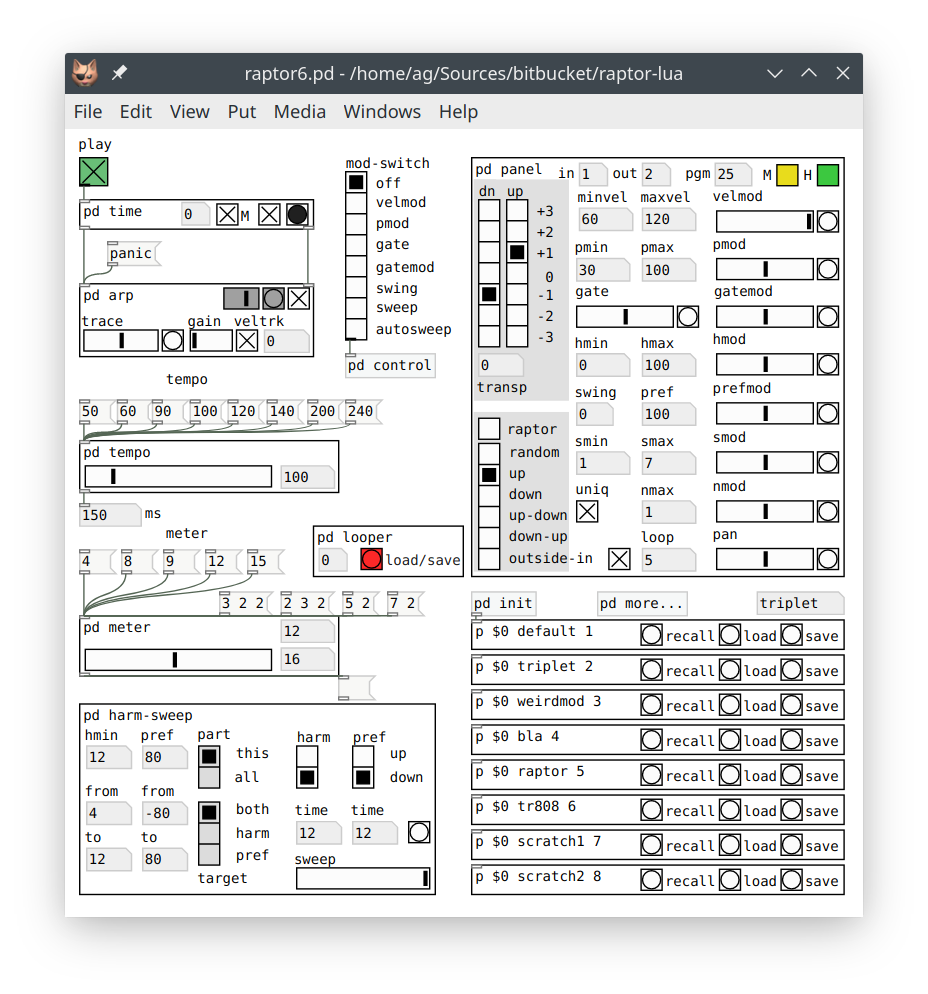 raptor6.pd - /home/ag/Sources/bitbucket/raptor-lua
File Edit View Put Media Windows Help
play
pd time 0 M
panic
pd arp
trace gain veltrk
0
mod-switch
off
velmod
pmod
gate
gatemod
swing
sweep
autosweep
pd control
tempo
50 60 90 100 120 140 200 240
pd tempo
100
150 ms
meter
4 8 9 12 15
pd looper
0 load/save
3 2 2 2 3 2 5 2 7 2
pd meter 12
16
pd harm-sweep
hmin pref part
12 80 this
all
from from
4 -80 both
harm
to to
12 80 pref
target
harm pref
up
down
time time
12 12
sweep
pd panel in 1 out 2 pgm 25 M H
dn up
+3
+2
+1
0
-1
-2
-3
0
transp
raptor
random
up
down
up-down
down-up
outside-in
minvel maxvel velmod
60 120
pmin pmax pmod
30 100
gate gatemod
hmin hmax hmod
0 100
swing pref prefmod
0 100
smin smax smod
1 7
uniq nmax nmod
1
loop pan
5
pd init pd more... triplet
p $0 default 1 recall load save
p $0 triplet 2 recall load save
p $0 weirdmod 3 recall load save
p $0 bla 4 recall load save
p $0 raptor 5 recall load save
p $0 tr808 6 recall load save
p $0 scratch1 7 recall load save
p $0 scratch2 8 recall load save